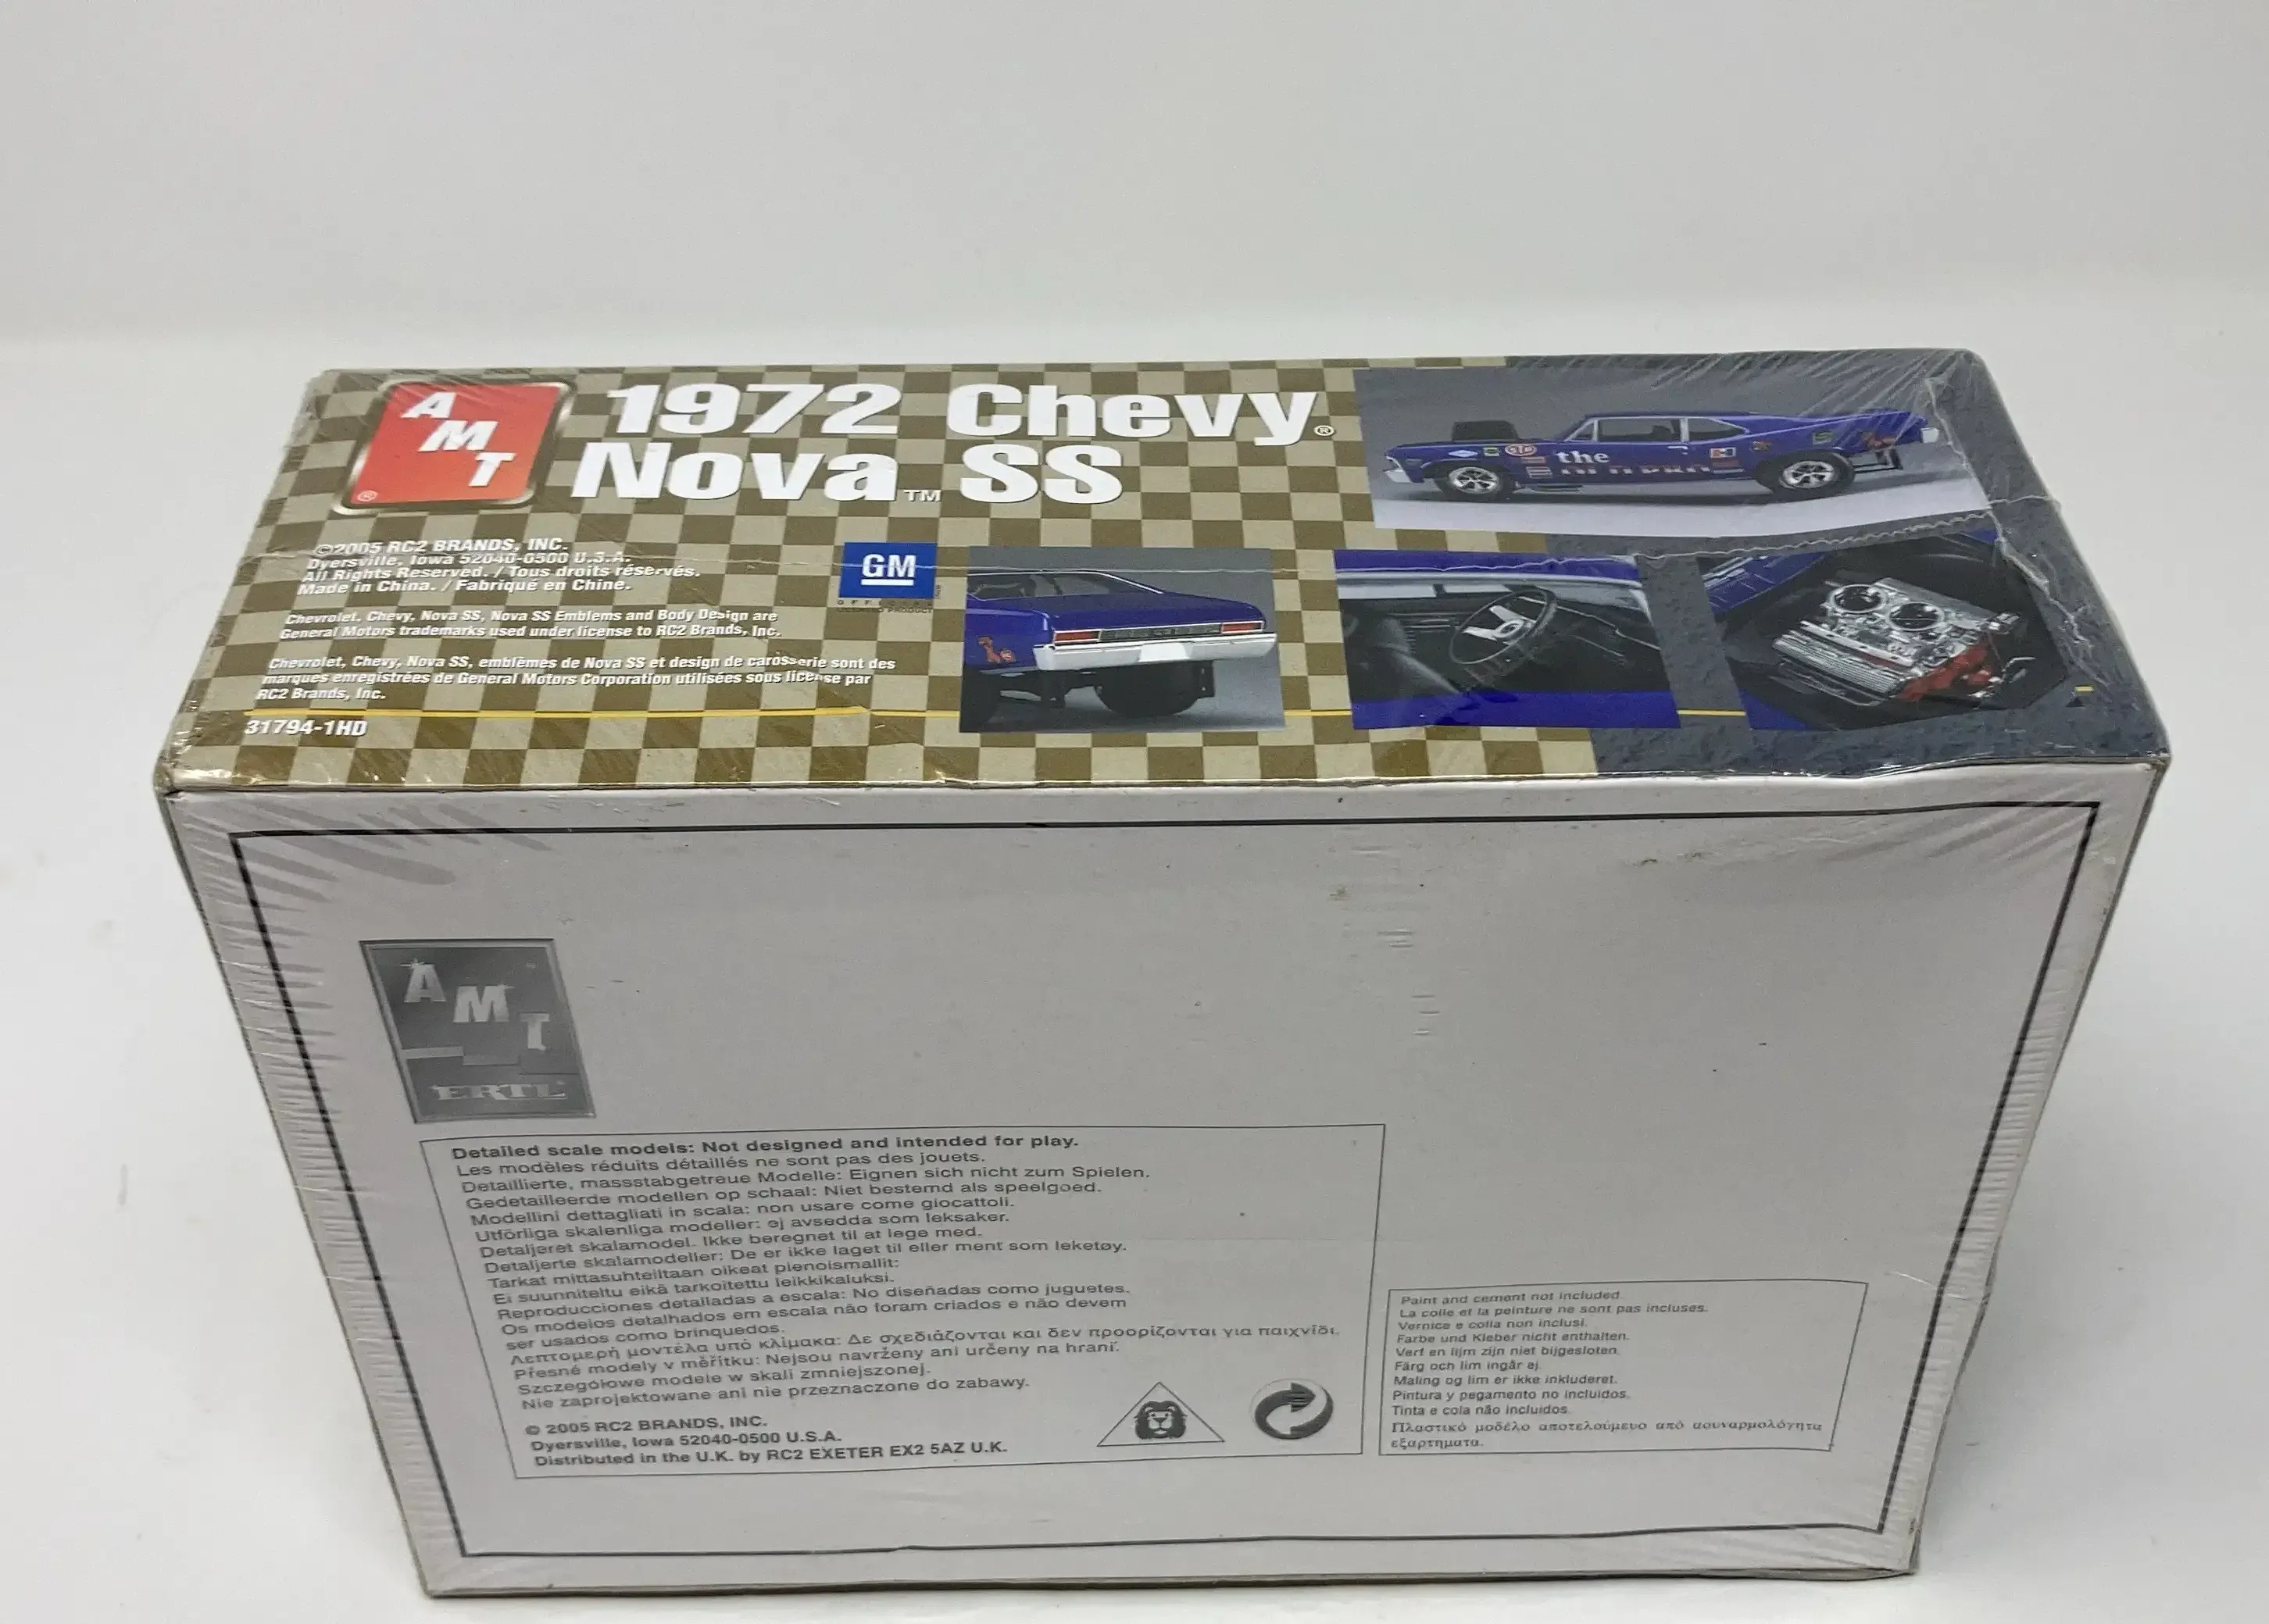 AMT®
1972 Chevy®
Nova™ SS
©2005 RC2 BRANDS, INC.
Dyersville, Iowa 52040-0500 U.S.A.
All Rights Reserved. / Tous droits réservés.
Made in China. / Fabriqué en Chine.
GM
Chevrolet, Chevy, Nova SS, Nova SS Emblems and Body Design are
General Motors trademarks used under license to RC2 Brands, Inc.
Chevrolet, Chevy, Nova SS, emblèmes de Nova SS et design de carosserie sont des
marques enregistrées de General Motors Corporation utilisées sous license par
RC2 Brands, Inc.
31794-1HD
STP
the
AMT
ERTL
Detailed scale models: Not designed and intended for play.
Les modèles réduits détaillés ne sont pas des jouets.
Detaillierte, massstabgetreue Modelle: Eignen sich nicht zum Spielen.
Gedetailleerde modellen op schaal: Niet bestemd als speelgoed.
Modellini dettagliati in scala: non usare come giocattoli.
Utförliga skalenliga modeller: ej avsedda som leksaker.
Detaljeret skalamodel. Ikke beregnet til at lege med.
Detaljerte skalamodeller: De er ikke laget til eller ment som leketøy.
Tarkat mittasuhteiltaan oikeat pienoismallit:
Ei suunniteltu eikä tarkoitettu leikkikaluksi.
Reproducciones detalladas a escala: No diseñadas como juguetes.
Os modelos detalhados em escala não foram criados e não devem
ser usados como brinquedos.
Λεπτομερή μοντέλα υπό κλίμακα: Δε σχεδιάζονται και δεν προορίζονται για παιχνίδι.
Přesné modely v měřítku: Nejsou navrženy ani určeny na hraní.
Szczegółowe modele w skali zmniejszonej.
Nie zaprojektowane ani nie przeznaczone do zabawy.
© 2005 RC2 BRANDS, INC.
Dyersville, Iowa 52040-0500 U.S.A.
Distributed in the U.K. by RC2 EXETER EX2 5AZ U.K.
Paint and cement not included.
La colle et la peinture ne sont pas incluses.
Vernice e colla non inclusi.
Farbe und Kleber nicht enthalten.
Verf en lijm zijn niet bijgesloten.
Färg och lim ingår ej.
Maling og lim er ikke inkluderet.
Pintura y pegamento no incluidos.
Tinta e cola não incluidos.
Πλαστικό μοδέλο αποτελούμενο από ασυναρμολόγητα
εξαρτηματα.